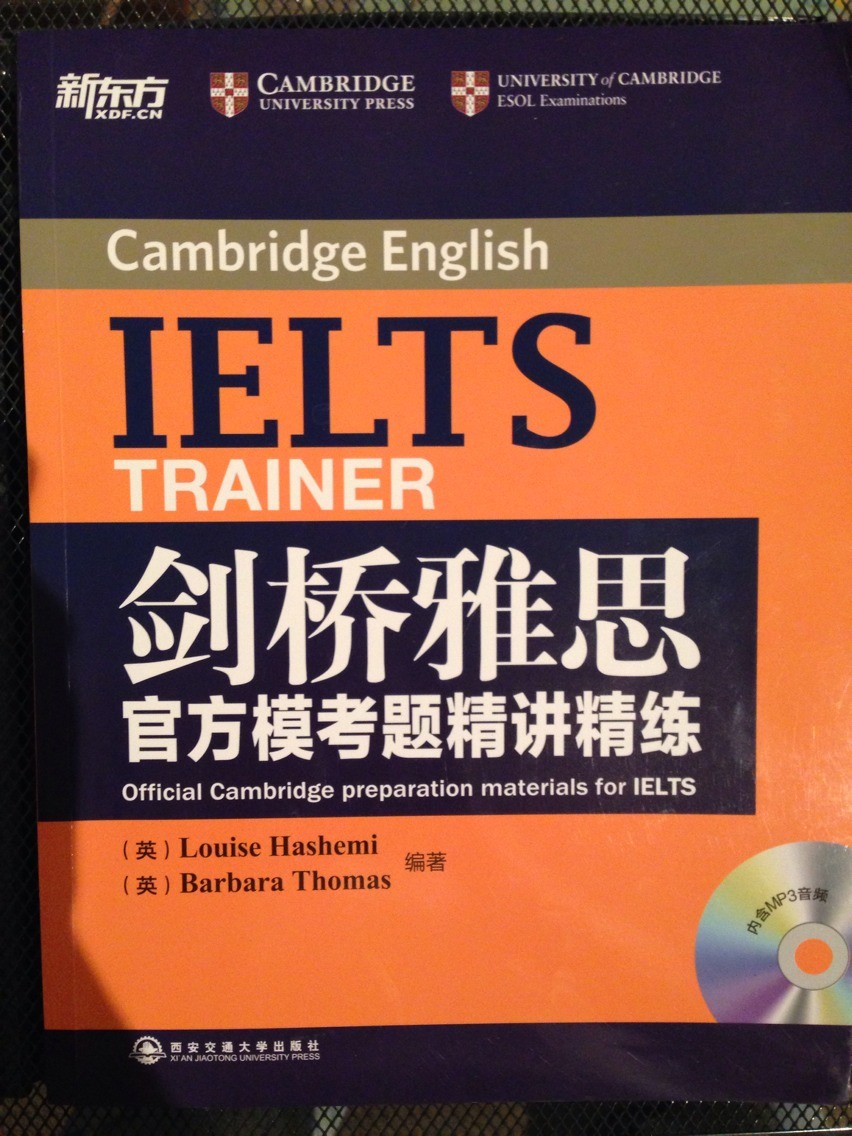 新东方
XDF.CN
CAMBRIDGE
UNIVERSITY PRESS
UNIVERSITY of CAMBRIDGE
ESOL Examinations
Cambridge English
IELTS
TRAINER
剑桥雅思
官方模考题精讲精练
Official Cambridge preparation materials for IELTS
（英）Louise Hashemi
（英）Barbara Thomas
编著
内含MP3音频
西安交通大学出版社
XI'AN JIAOTONG UNIVERSITY PRESS